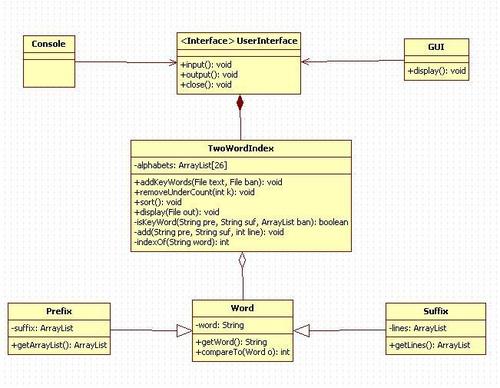 Console
<Interface> UserInterface
+input(): void
+output(): void
+close(): void
GUI
+display(): void
TwoWordIndex
-alphabets: ArrayList[26]
+addKeyWords(File text, File ban): void
+removeUnderCount(int k): void
+sort(): void
+display(File out): void
-isKeyWord(String pre, String suf, ArrayList ban): boolean
-add(String pre, String suf, int line): void
-indexOf(String word): int
Prefix
-suffix: ArrayList
+getArrayList(): ArrayList
Word
-word: String
+getWord(): String
+compareTo(Word o): int
Suffix
-lines: ArrayList
+getLines(): ArrayList